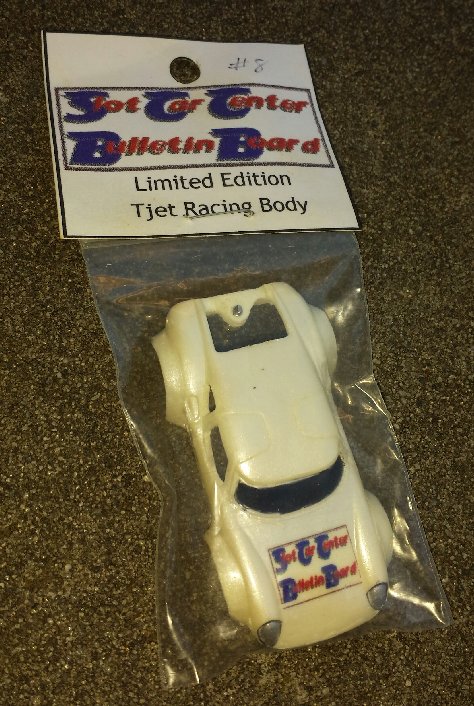 #8
Slot Car Center
Bulletin Board
Limited Edition
Tjet Racing Body
Slot Car Center
Bulletin Board